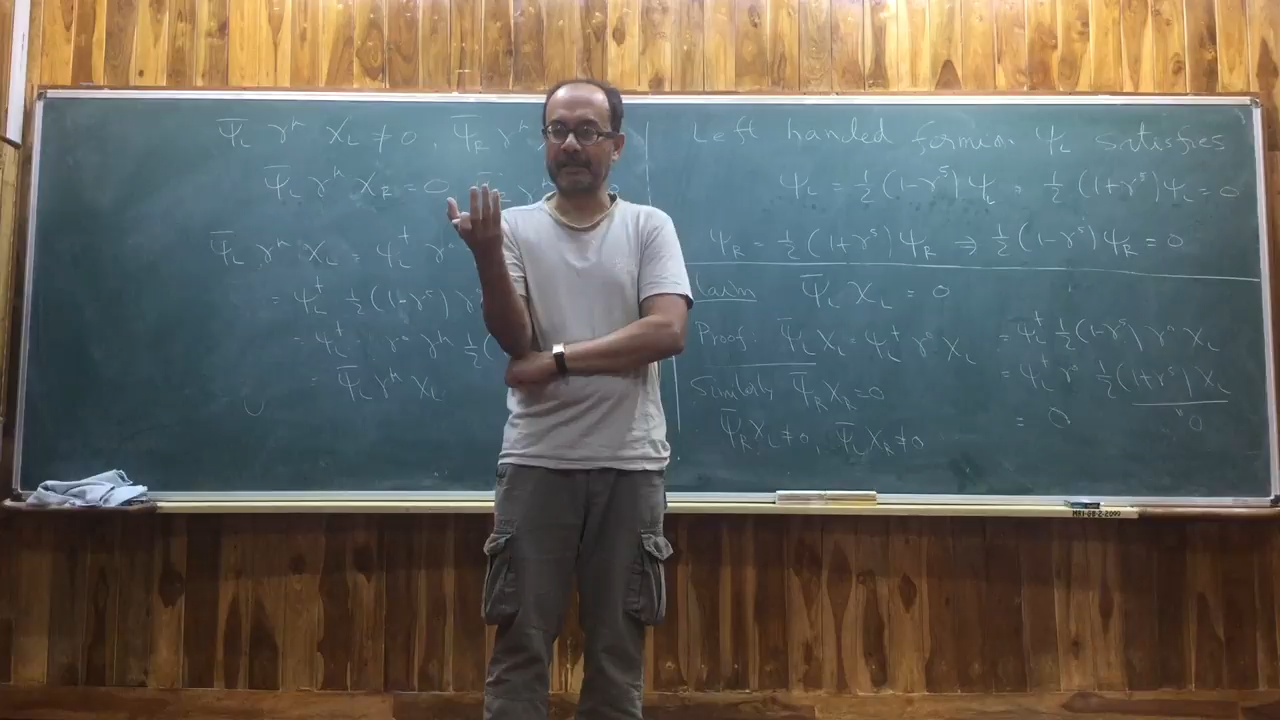 ψ̄_L γ^μ χ_L ≠ 0, ψ̄_R γ^μ
ψ̄_L γ^μ χ_R = 0
ψ̄_L γ^μ χ_L = ψ_L^†
= ψ_L^† ½(1-γ^5)
= ψ_L^† γ^0 γ^μ ½(
= ψ̄_L γ^μ χ_L
Left handed fermion ψ_L satisfies
ψ_L = ½(1-γ^5)ψ_L ⇒ ½(1+γ^5)ψ_L = 0
ψ_R = ½(1+γ^5)ψ_R ⇒ ½(1-γ^5)ψ_R = 0
Claim ψ̄_L χ_L = 0
Proof: ψ̄_L χ_L = ψ_L^† γ^0 χ_L = ψ_L^† ½(1-γ^5) γ^0 χ_L
= ψ_L^† γ^0 ½(1+γ^5) χ_L
0
= 0
Similarly ψ̄_R χ_R = 0
ψ̄_R χ_L ≠ 0, ψ̄_L χ_R ≠ 0